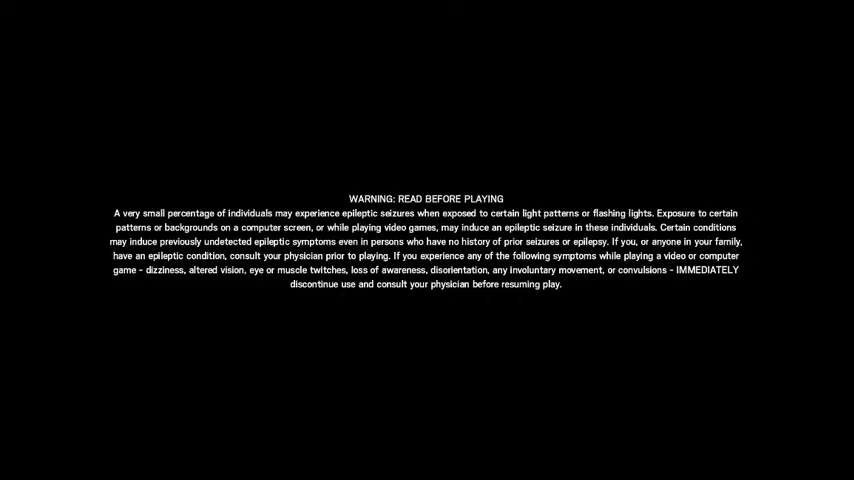 WARNING: READ BEFORE PLAYING
A very small percentage of individuals may experience epileptic seizures when exposed to certain light patterns or flashing lights. Exposure to certain
patterns or backgrounds on a computer screen, or while playing video games, may induce an epileptic seizure in these individuals. Certain conditions
may induce previously undetected epileptic symptoms even in persons who have no history of prior seizures or epilepsy. If you, or anyone in your family,
have an epileptic condition, consult your physician prior to playing. If you experience any of the following symptoms while playing a video or computer
game - dizziness, altered vision, eye or muscle twitches, loss of awareness, disorientation, any involuntary movement, or convulsions - IMMEDIATELY
discontinue use and consult your physician before resuming play.